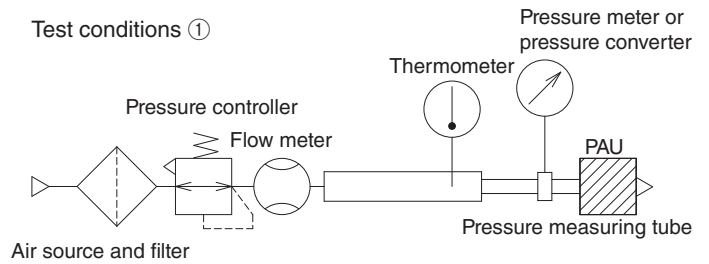 Test conditions ①
Pressure meter or
pressure converter
Thermometer
Pressure controller
Flow meter
PAU
Pressure measuring tube
Air source and filter